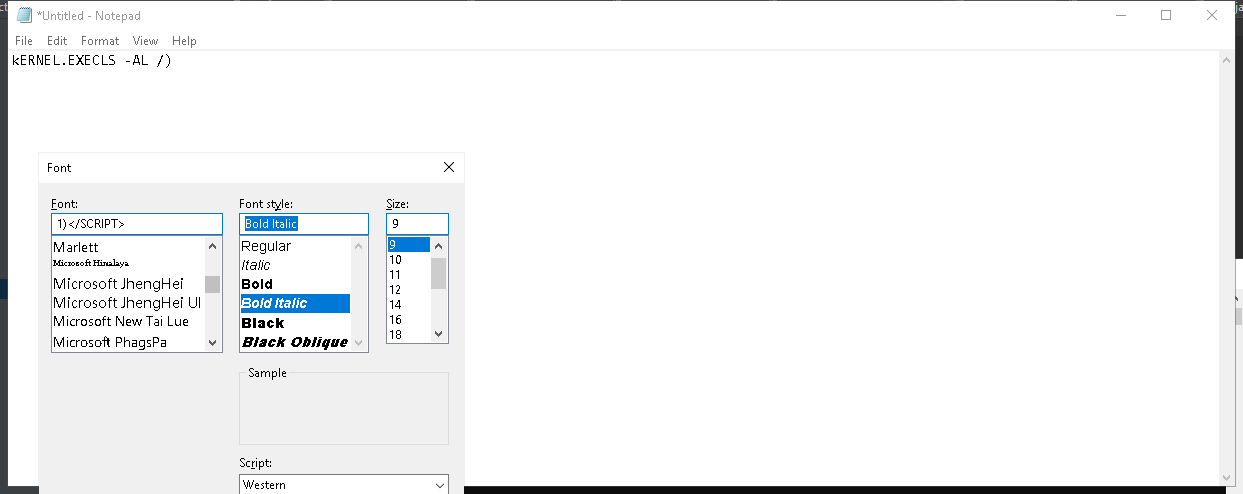 *Untitled - Notepad
File Edit Format View Help
kERNEL.EXECLS -AL /)
Font
Font: Font style: Size:
1)</SCRIPT> Bold Italic 9
Marlett Regular 9
Microsoft Himalaya Italic 10
Microsoft JhengHei Bold 11
Microsoft JhengHei UI Bold Italic 12
Microsoft New Tai Lue Black 14
Microsoft PhagsPa Black Oblique 16
18
Sample
Script:
Western